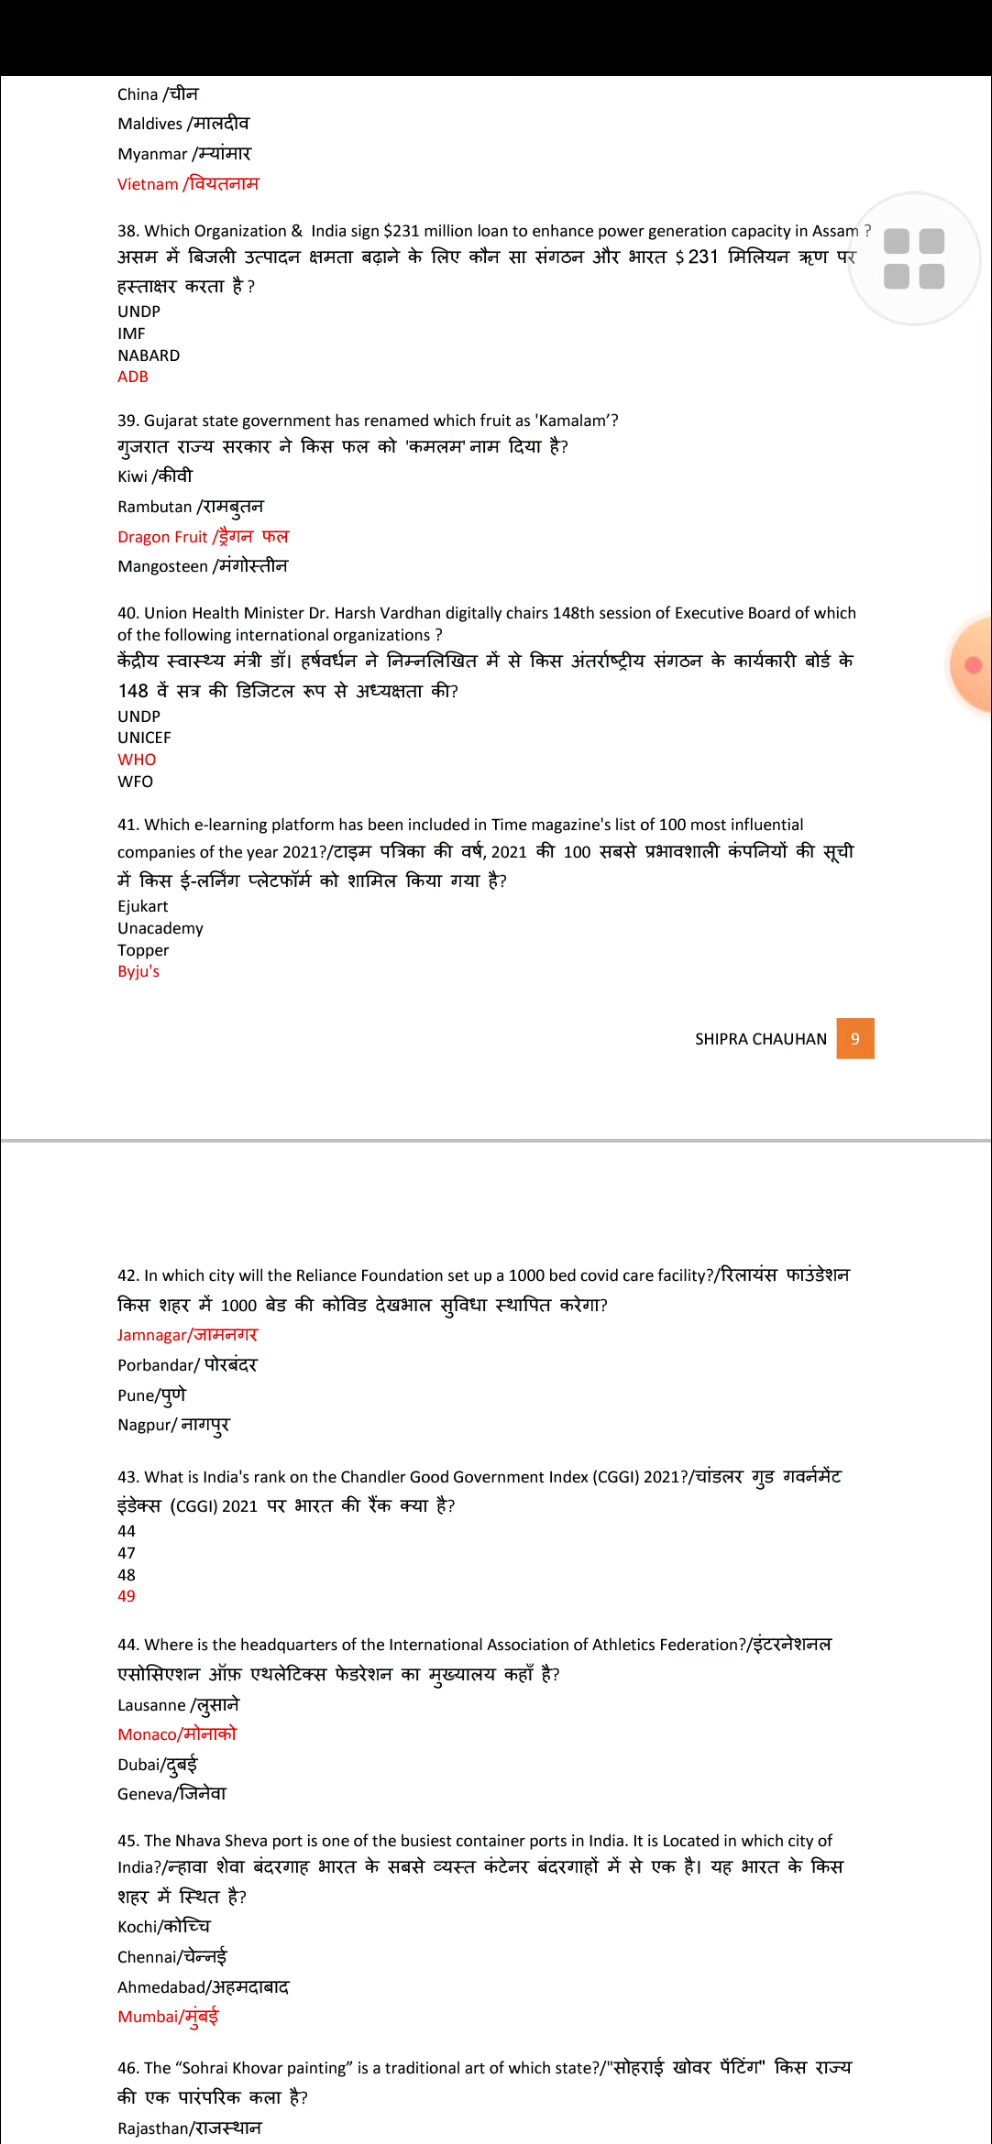 China /चीन
Maldives /मालदीव
Myanmar /म्यांमार
Vietnam /वियतनाम
38. Which Organization & India sign $231 million loan to enhance power generation capacity in Assam ?
असम में बिजली उत्पादन क्षमता बढ़ाने के लिए कौन सा संगठन और भारत $ 231 मिलियन ऋण पर
हस्ताक्षर करता है ?
UNDP
IMF
NABARD
ADB
39. Gujarat state government has renamed which fruit as 'Kamalam’?
गुजरात राज्य सरकार ने किस फल को 'कमलम' नाम दिया है?
Kiwi /कीवी
Rambutan /रामबुतन
Dragon Fruit /ड्रैगन फल
Mangosteen /मंगोस्तीन
40. Union Health Minister Dr. Harsh Vardhan digitally chairs 148th session of Executive Board of which
of the following international organizations ?
केंद्रीय स्वास्थ्य मंत्री डॉ। हर्षवर्धन ने निम्नलिखित में से किस अंतर्राष्ट्रीय संगठन के कार्यकारी बोर्ड के
148 वें सत्र की डिजिटल रूप से अध्यक्षता की?
UNDP
UNICEF
WHO
WFO
41. Which e-learning platform has been included in Time magazine's list of 100 most influential
companies of the year 2021?/टाइम पत्रिका की वर्ष, 2021 की 100 सबसे प्रभावशाली कंपनियों की सूची
में किस ई-लर्निंग प्लेटफॉर्म को शामिल किया गया है?
Ejukart
Unacademy
Topper
Byju's
SHIPRA CHAUHAN 9
42. In which city will the Reliance Foundation set up a 1000 bed covid care facility?/रिलायंस फाउंडेशन
किस शहर में 1000 बेड की कोविड देखभाल सुविधा स्थापित करेगा?
Jamnagar/जामनगर
Porbandar/ पोरबंदर
Pune/पुणे
Nagpur/ नागपुर
43. What is India's rank on the Chandler Good Government Index (CGGI) 2021?/चांडलर गुड गवर्नमेंट
इंडेक्स (CGGI) 2021 पर भारत की रैंक क्या है?
44
47
48
49
44. Where is the headquarters of the International Association of Athletics Federation?/इंटरनेशनल
एसोसिएशन ऑफ़ एथलेटिक्स फेडरेशन का मुख्यालय कहाँ है?
Lausanne /लुसाने
Monaco/मोनाको
Dubai/दुबई
Geneva/जिनेवा
45. The Nhava Sheva port is one of the busiest container ports in India. It is Located in which city of
India?/न्हावा शेवा बंदरगाह भारत के सबसे व्यस्त कंटेनर बंदरगाहों में से एक है। यह भारत के किस
शहर में स्थित है?
Kochi/कोच्चि
Chennai/चेन्नई
Ahmedabad/अहमदाबाद
Mumbai/मुंबई
46. The “Sohrai Khovar painting” is a traditional art of which state?/"सोहराई खोवर पेंटिंग" किस राज्य
की एक पारंपरिक कला है?
Rajasthan/राजस्थान